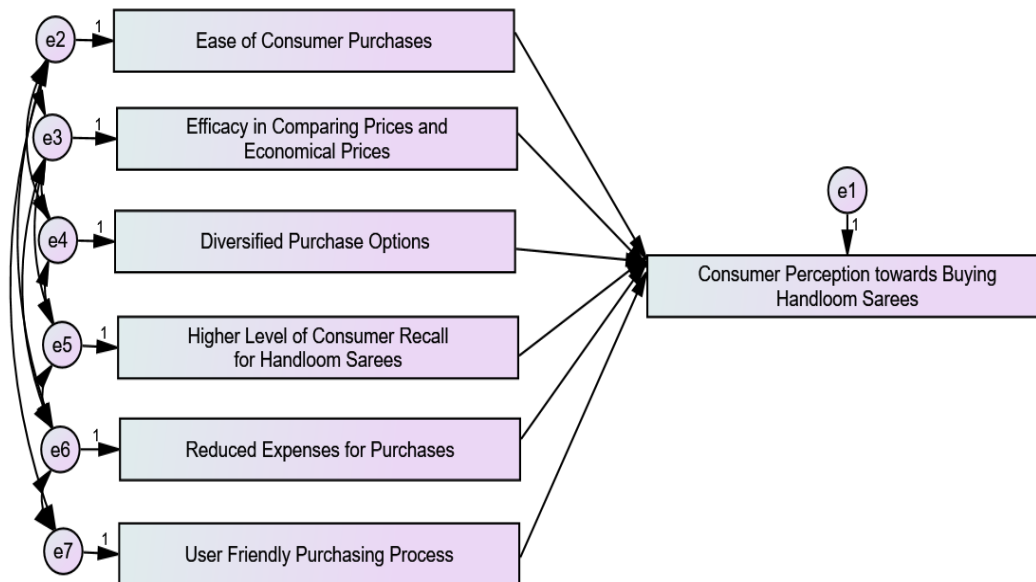 e2
1
Ease of Consumer Purchases
e3
1
Efficacy in Comparing Prices and
Economical Prices
e1
1
e4
1
Diversified Purchase Options
Consumer Perception towards Buying
Handloom Sarees
e5
1
Higher Level of Consumer Recall
for Handloom Sarees
e6
1
Reduced Expenses for Purchases
e7
1
User Friendly Purchasing Process